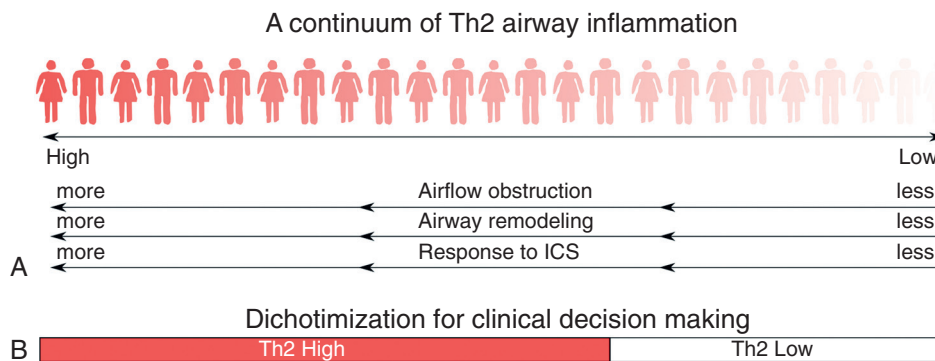 A continuum of Th2 airway inflammation
High Low
more Airflow obstruction less
more Airway remodeling less
more Response to ICS less
A
Dichotimization for clinical decision making
B Th2 High Th2 Low